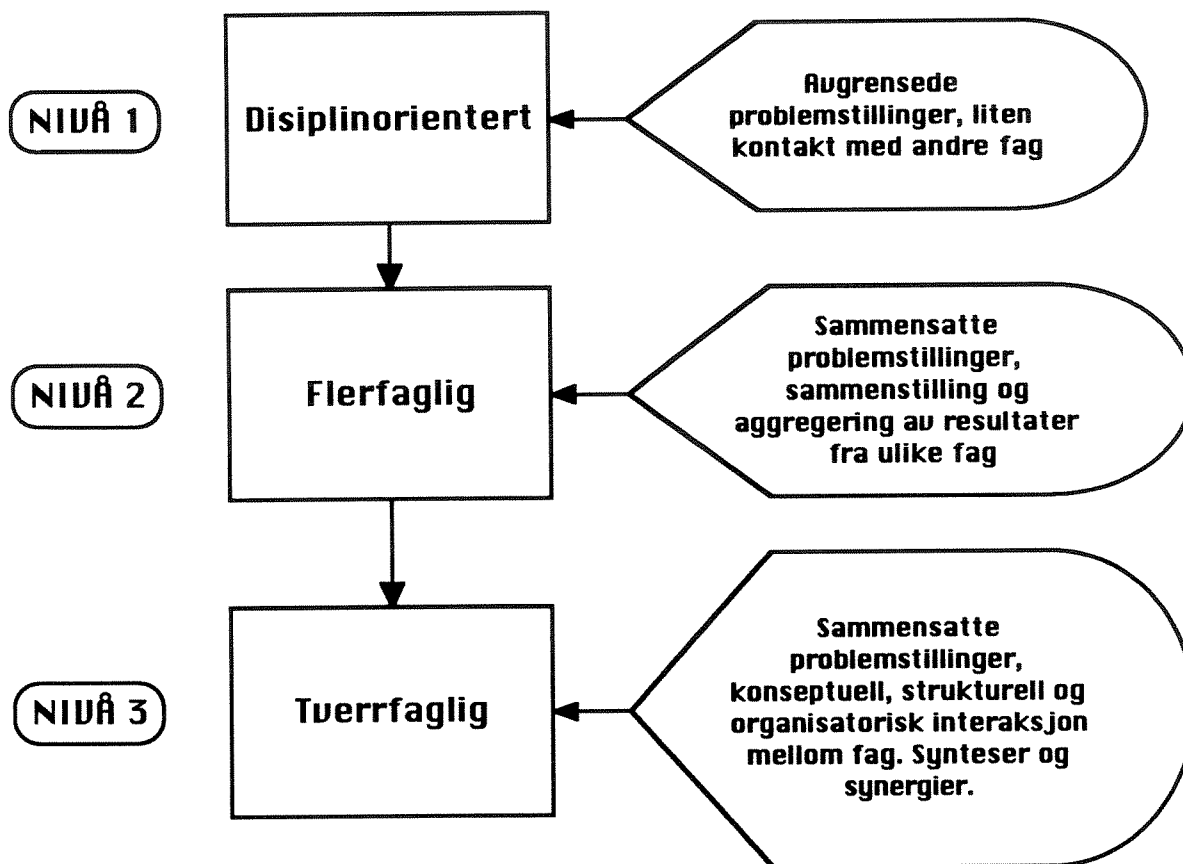 NIVÅ 1
Disiplinorientert
Avgrensede
problemstillinger, liten
kontakt med andre fag
NIVÅ 2
Flerfaglig
Sammensatte
problemstillinger,
sammenstilling og
aggregering av resultater
fra ulike fag
NIVÅ 3
Tverrfaglig
Sammensatte
problemstillinger,
konseptuell, strukturell og
organisatorisk interaksjon
mellom fag. Synteser og
synergier.